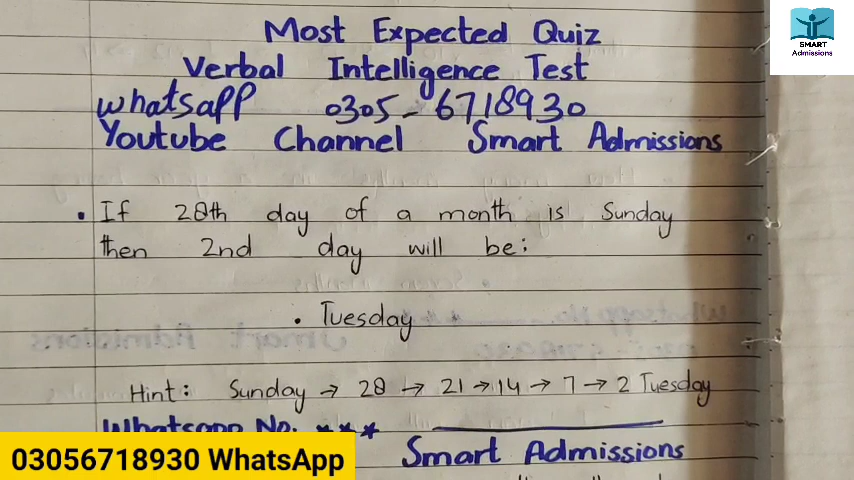 Most Expected Quiz
SMART
Admissions
Verbal Intelligence Test
whatsapp 0305-6718930
Youtube Channel Smart Admissions
• If 28th day of a month is Sunday
then 2nd day will be:
• Tuesday
Hint: Sunday → 28 → 21 → 14 → 7 → 2 Tuesday
Whatsapp No. ***
Smart Admissions
03056718930 WhatsApp